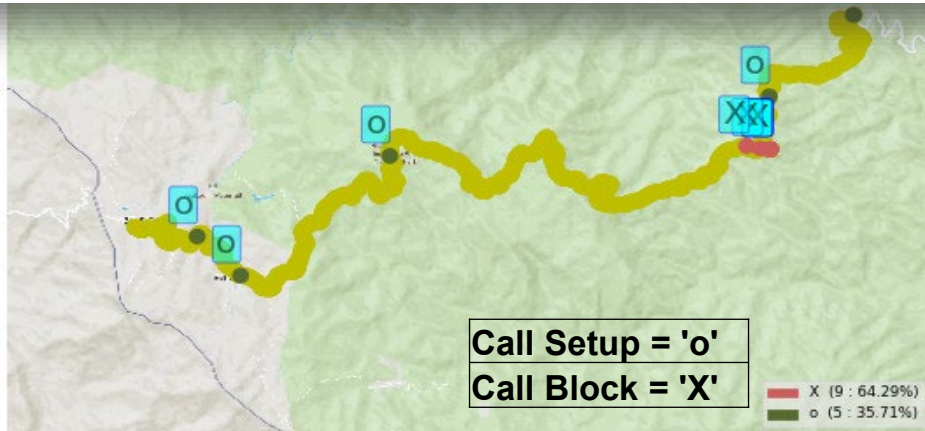 o
o
X X X
o
o
Call Setup = 'o'
Call Block = 'X'
X (9 : 64.29%)
o (5 : 35.71%)